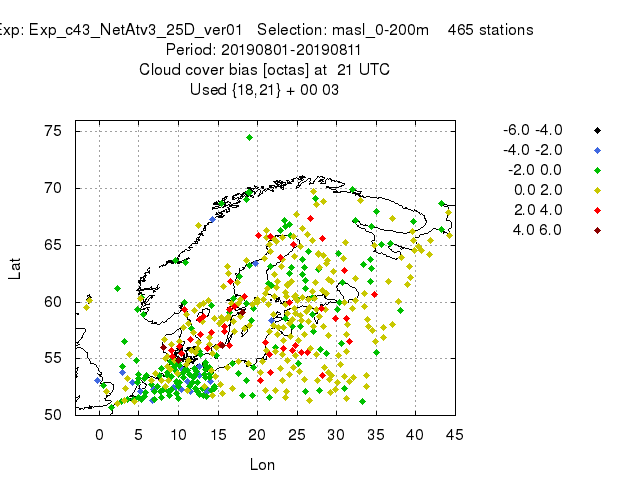 Exp: Exp_c43_NetAtv3_25D_ver01 Selection: masl_0-200m 465 stations
Period: 20190801-20190811
Cloud cover bias [octas] at 21 UTC
Used {18,21} + 00 03
-6.0 -4.0
-4.0 -2.0
-2.0 0.0
0.0 2.0
2.0 4.0
4.0 6.0
Lat
75
70
65
60
55
50
0 5 10 15 20 25 30 35 40 45
Lon